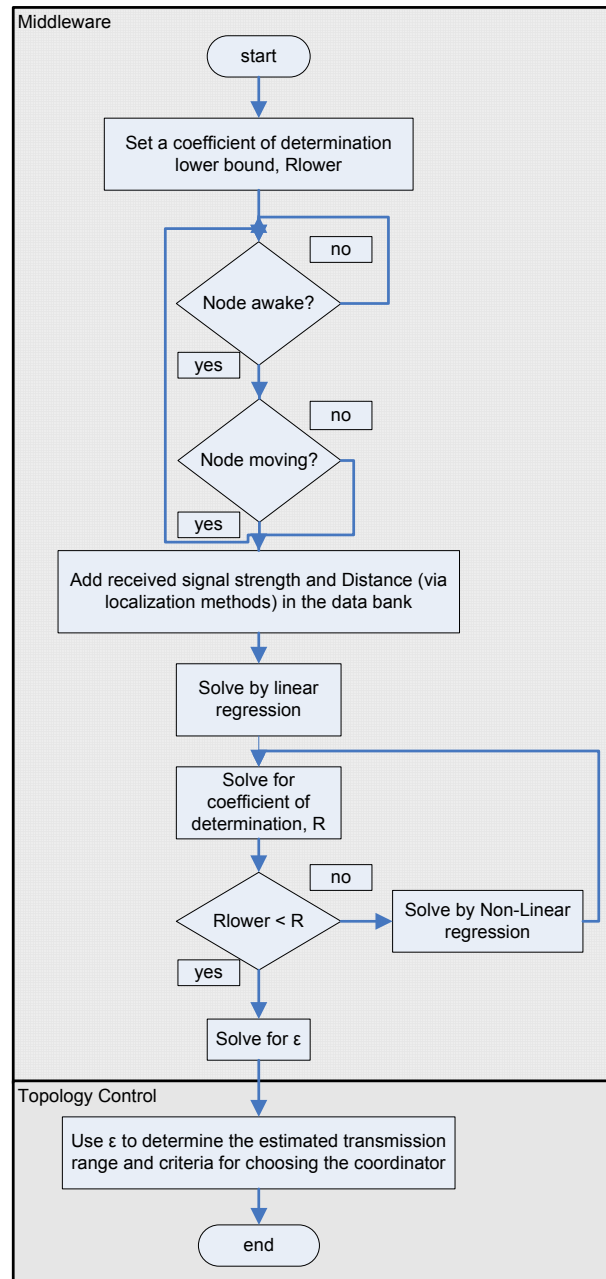 Middleware
start
Set a coefficient of determination
lower bound, Rlower
no
Node awake?
yes
no
Node moving?
yes
Add received signal strength and Distance (via
localization methods) in the data bank
Solve by linear
regression
Solve for
coefficient of
determination, R
no
Rlower < R
Solve by Non-Linear
regression
yes
Solve for ε
Topology Control
Use ε to determine the estimated transmission
range and criteria for choosing the coordinator
end